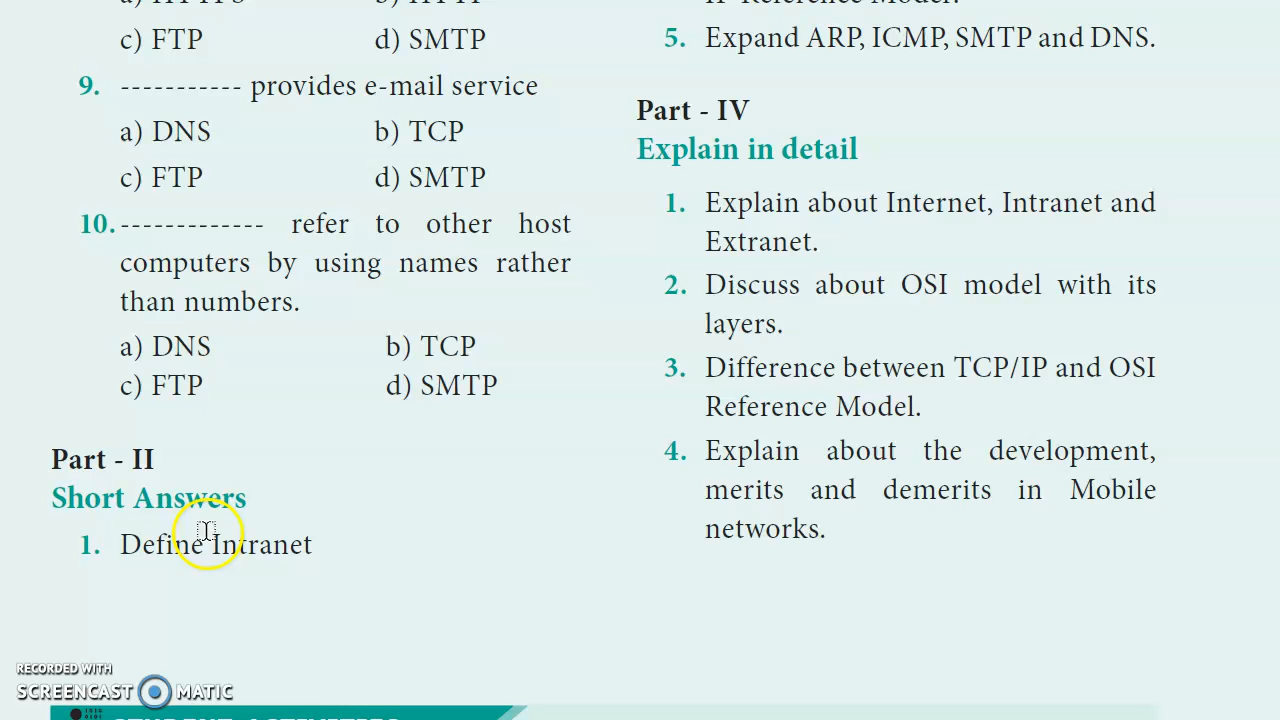 c) FTP d) SMTP
9. ----------- provides e-mail service
a) DNS b) TCP
c) FTP d) SMTP
10. ------------- refer to other host
computers by using names rather
than numbers.
a) DNS b) TCP
c) FTP d) SMTP
Part - II
Short Answers
1. Define Intranet
5. Expand ARP, ICMP, SMTP and DNS.
Part - IV
Explain in detail
1. Explain about Internet, Intranet and
Extranet.
2. Discuss about OSI model with its
layers.
3. Difference between TCP/IP and OSI
Reference Model.
4. Explain about the development,
merits and demerits in Mobile
networks.
RECORDED WITH
SCREENCAST MATIC